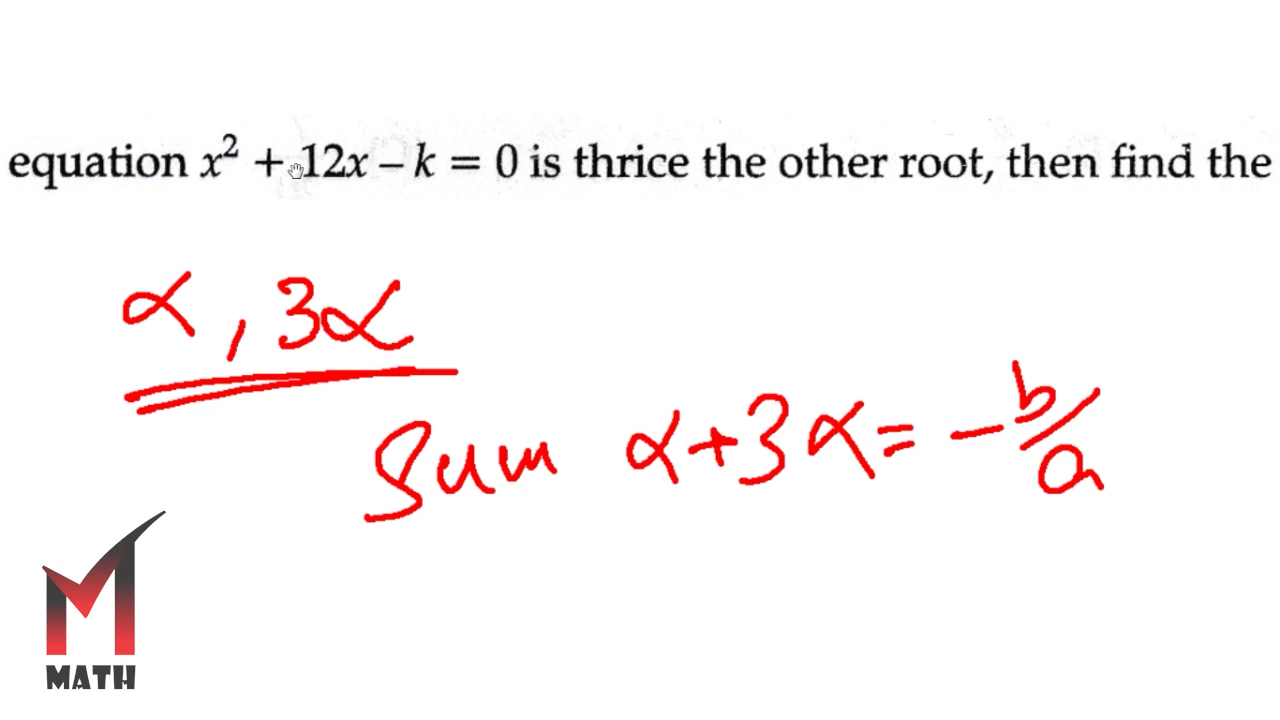 equation x² + 12x – k = 0 is thrice the other root, then find the
α, 3α
Sum α+3α = -b/a
MATH